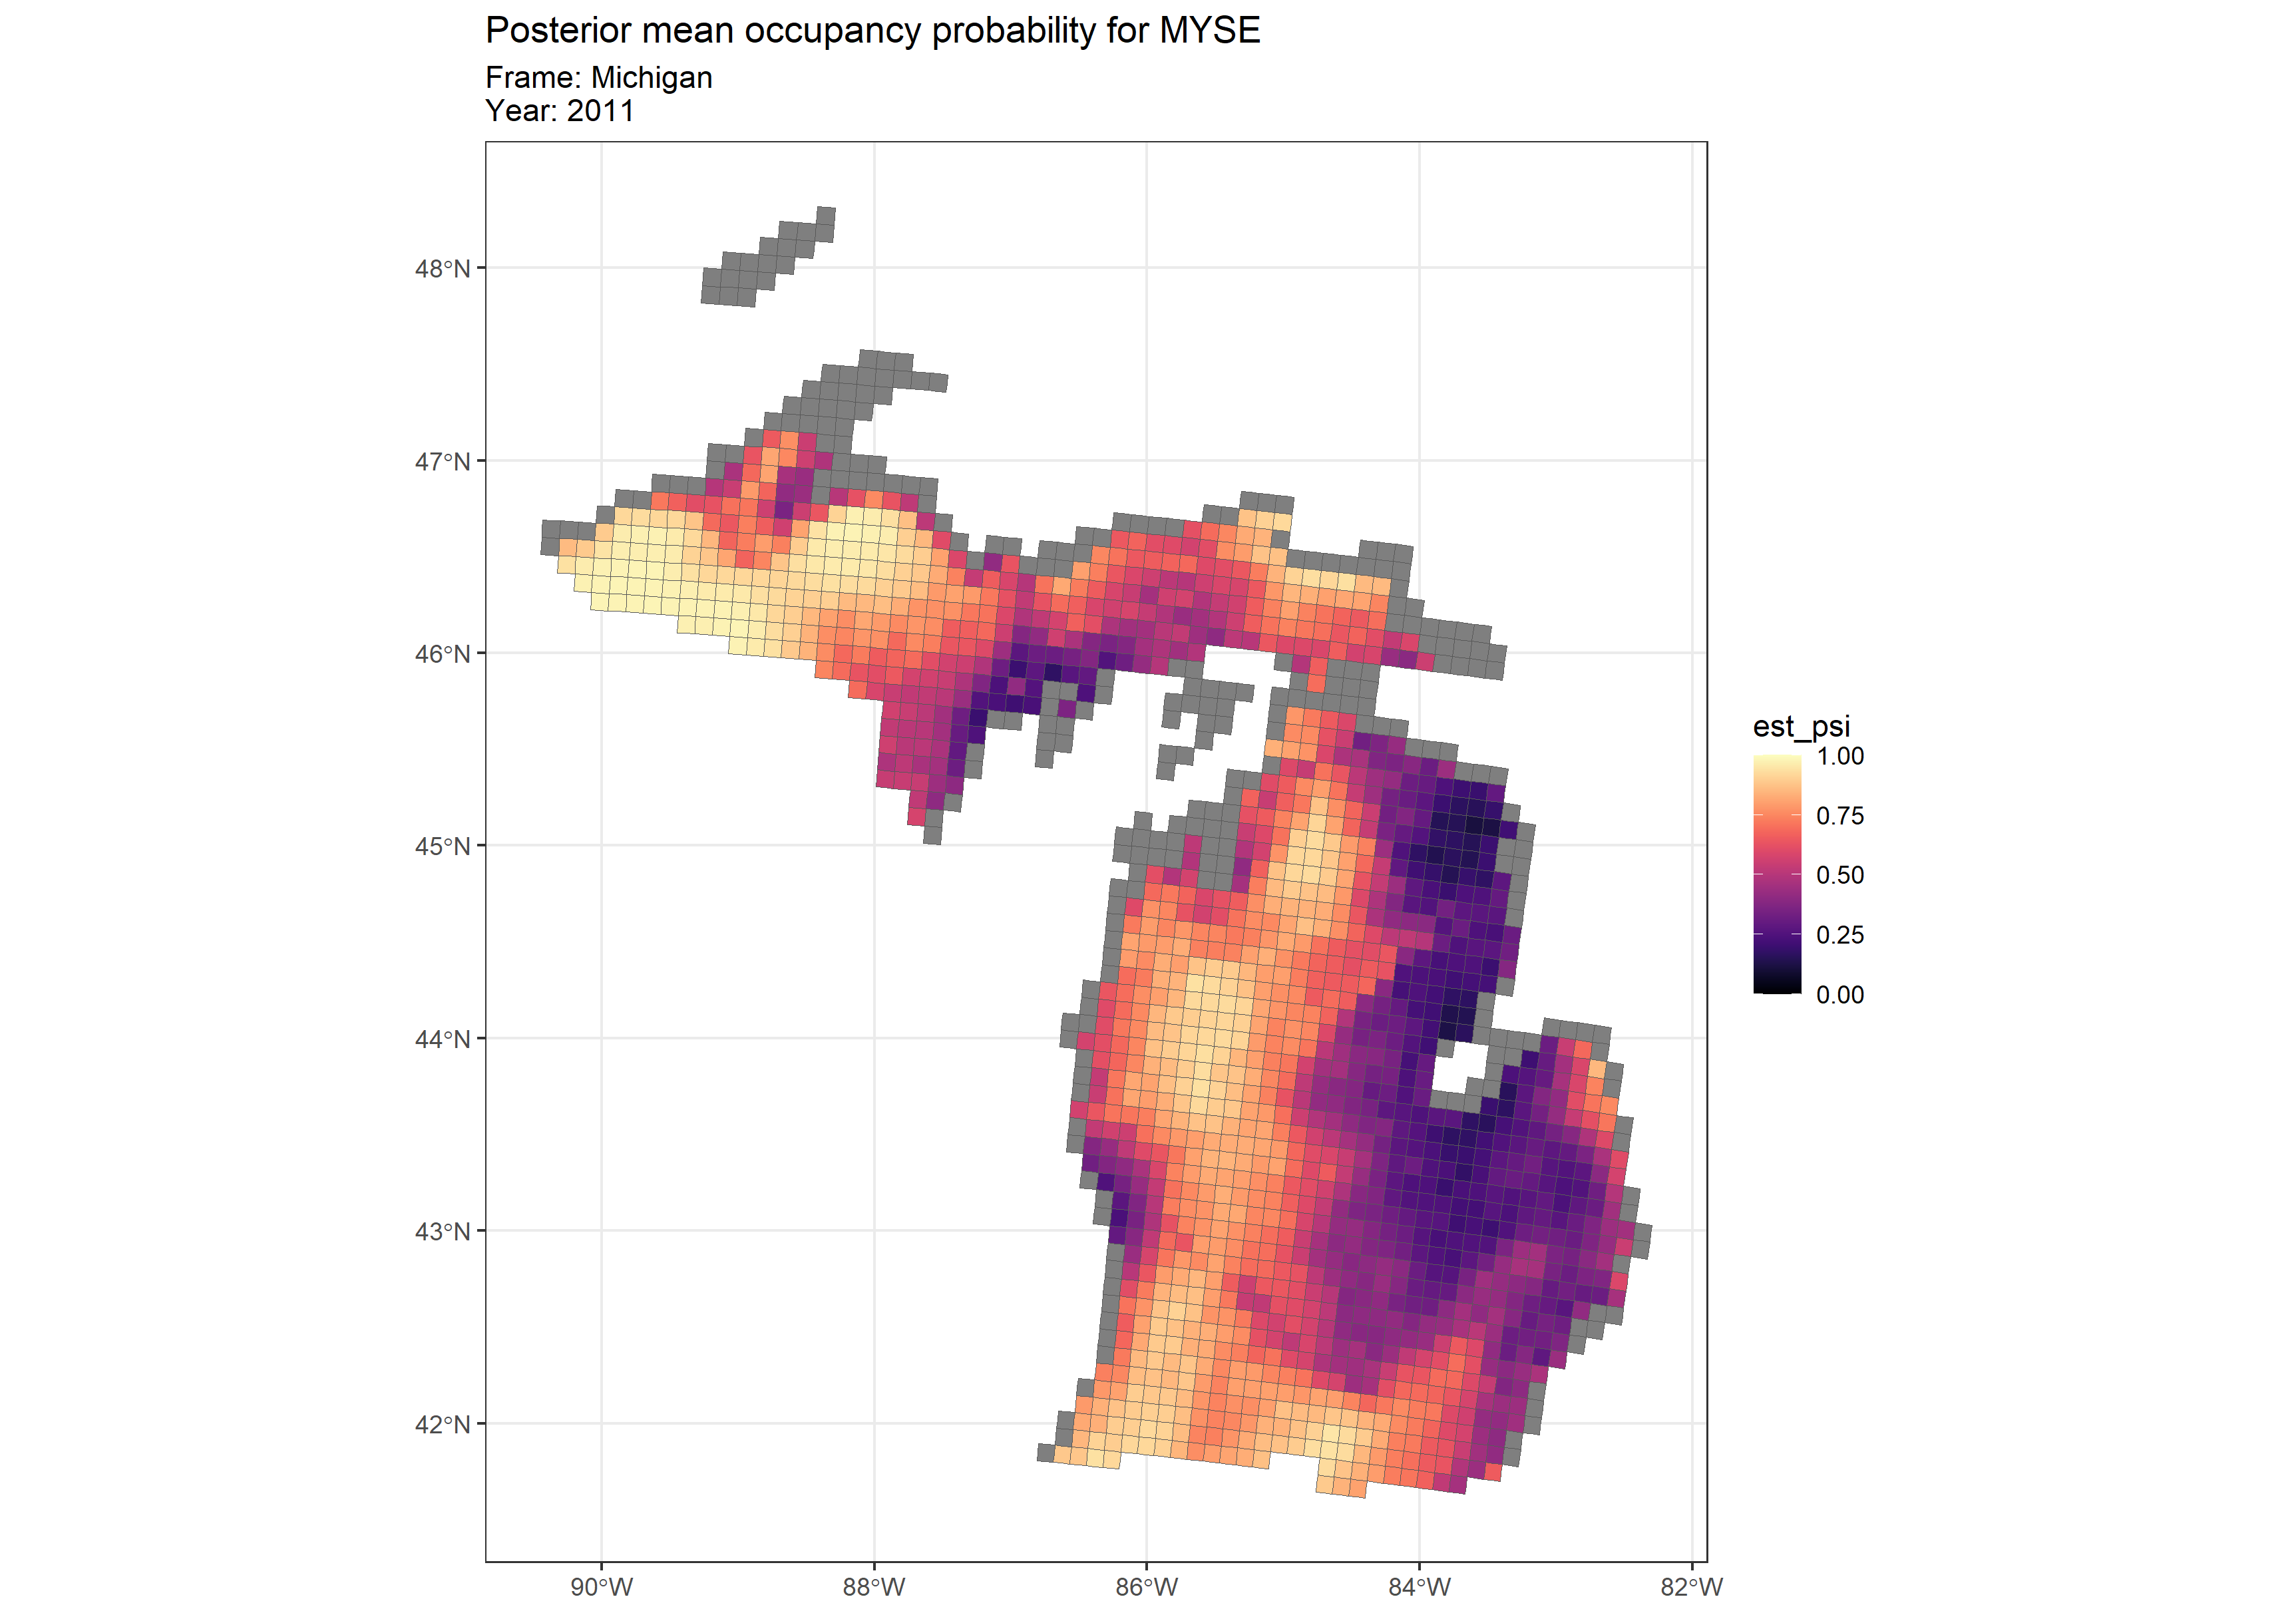 Posterior mean occupancy probability for MYSE
Frame: Michigan
Year: 2011
48°N
47°N
46°N
45°N
44°N
43°N
42°N
90°W
88°W
86°W
84°W
82°W
est_psi
1.00
0.75
0.50
0.25
0.00